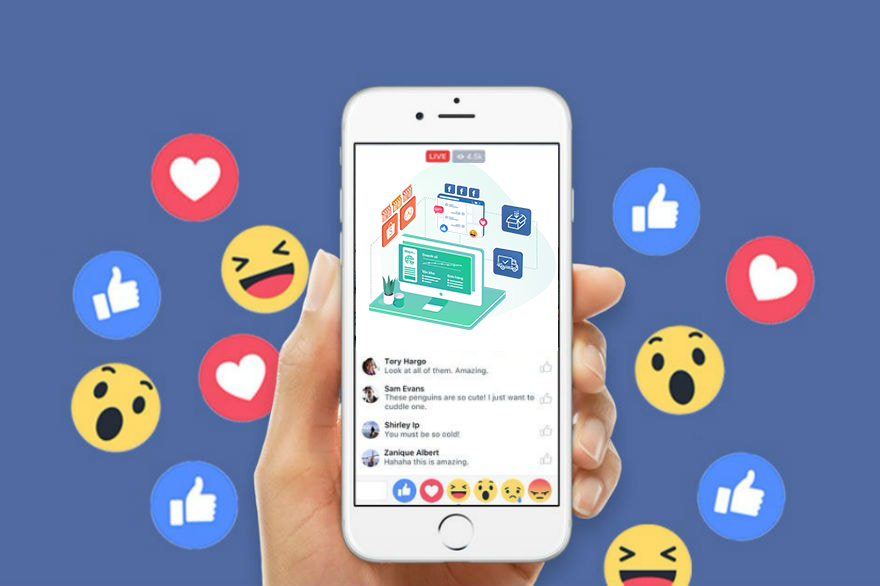 LIVE 4.5k
Tory Hargo
Look at all of them. Amazing.
Sam Evans
These penguins are so cute! I just want to
cuddle one.
Shirley Ip
You must be so cold!
Zanique Albert
Hahaha this is amazing.